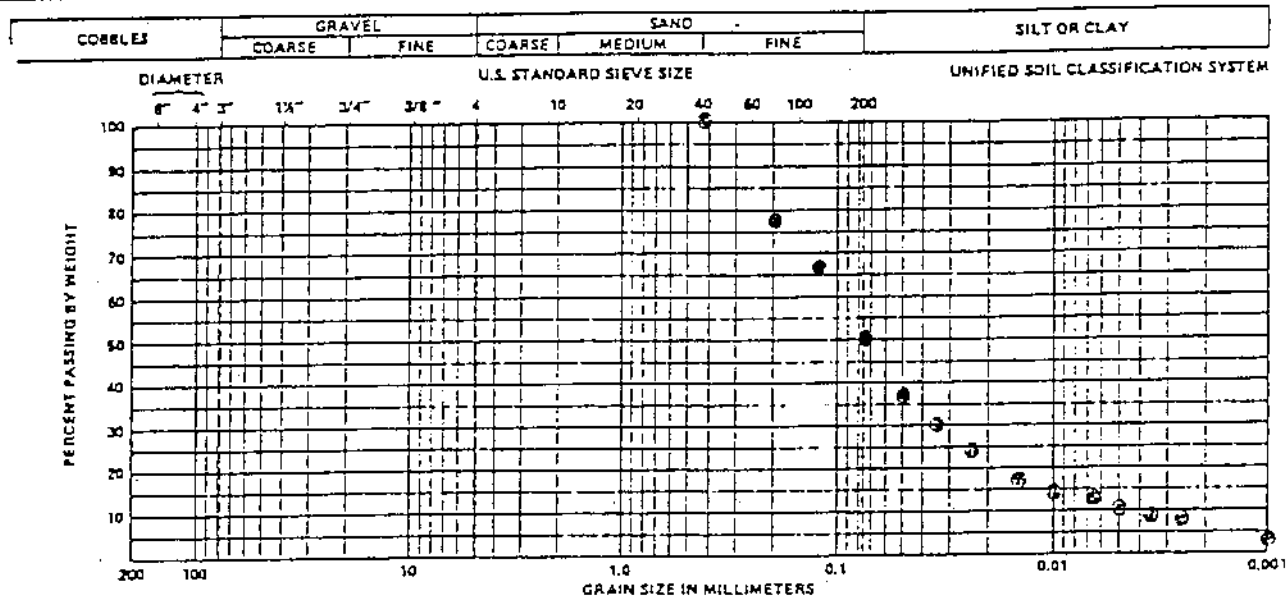 COBBLES GRAVEL SAND SILT OR CLAY
COARSE FINE COARSE MEDIUM FINE
DIAMETER U.S. STANDARD SIEVE SIZE UNIFIED SOIL CLASSIFICATION SYSTEM
6" 4" 3" 1½" 3/4" 3/8" 4 10 20 40 60 100 200
100
90
80
70
60
50
40
30
20
10
PERCENT PASSING BY WEIGHT
200 100 10 1.0 0.1 0.01 0.001
GRAIN SIZE IN MILLIMETERS